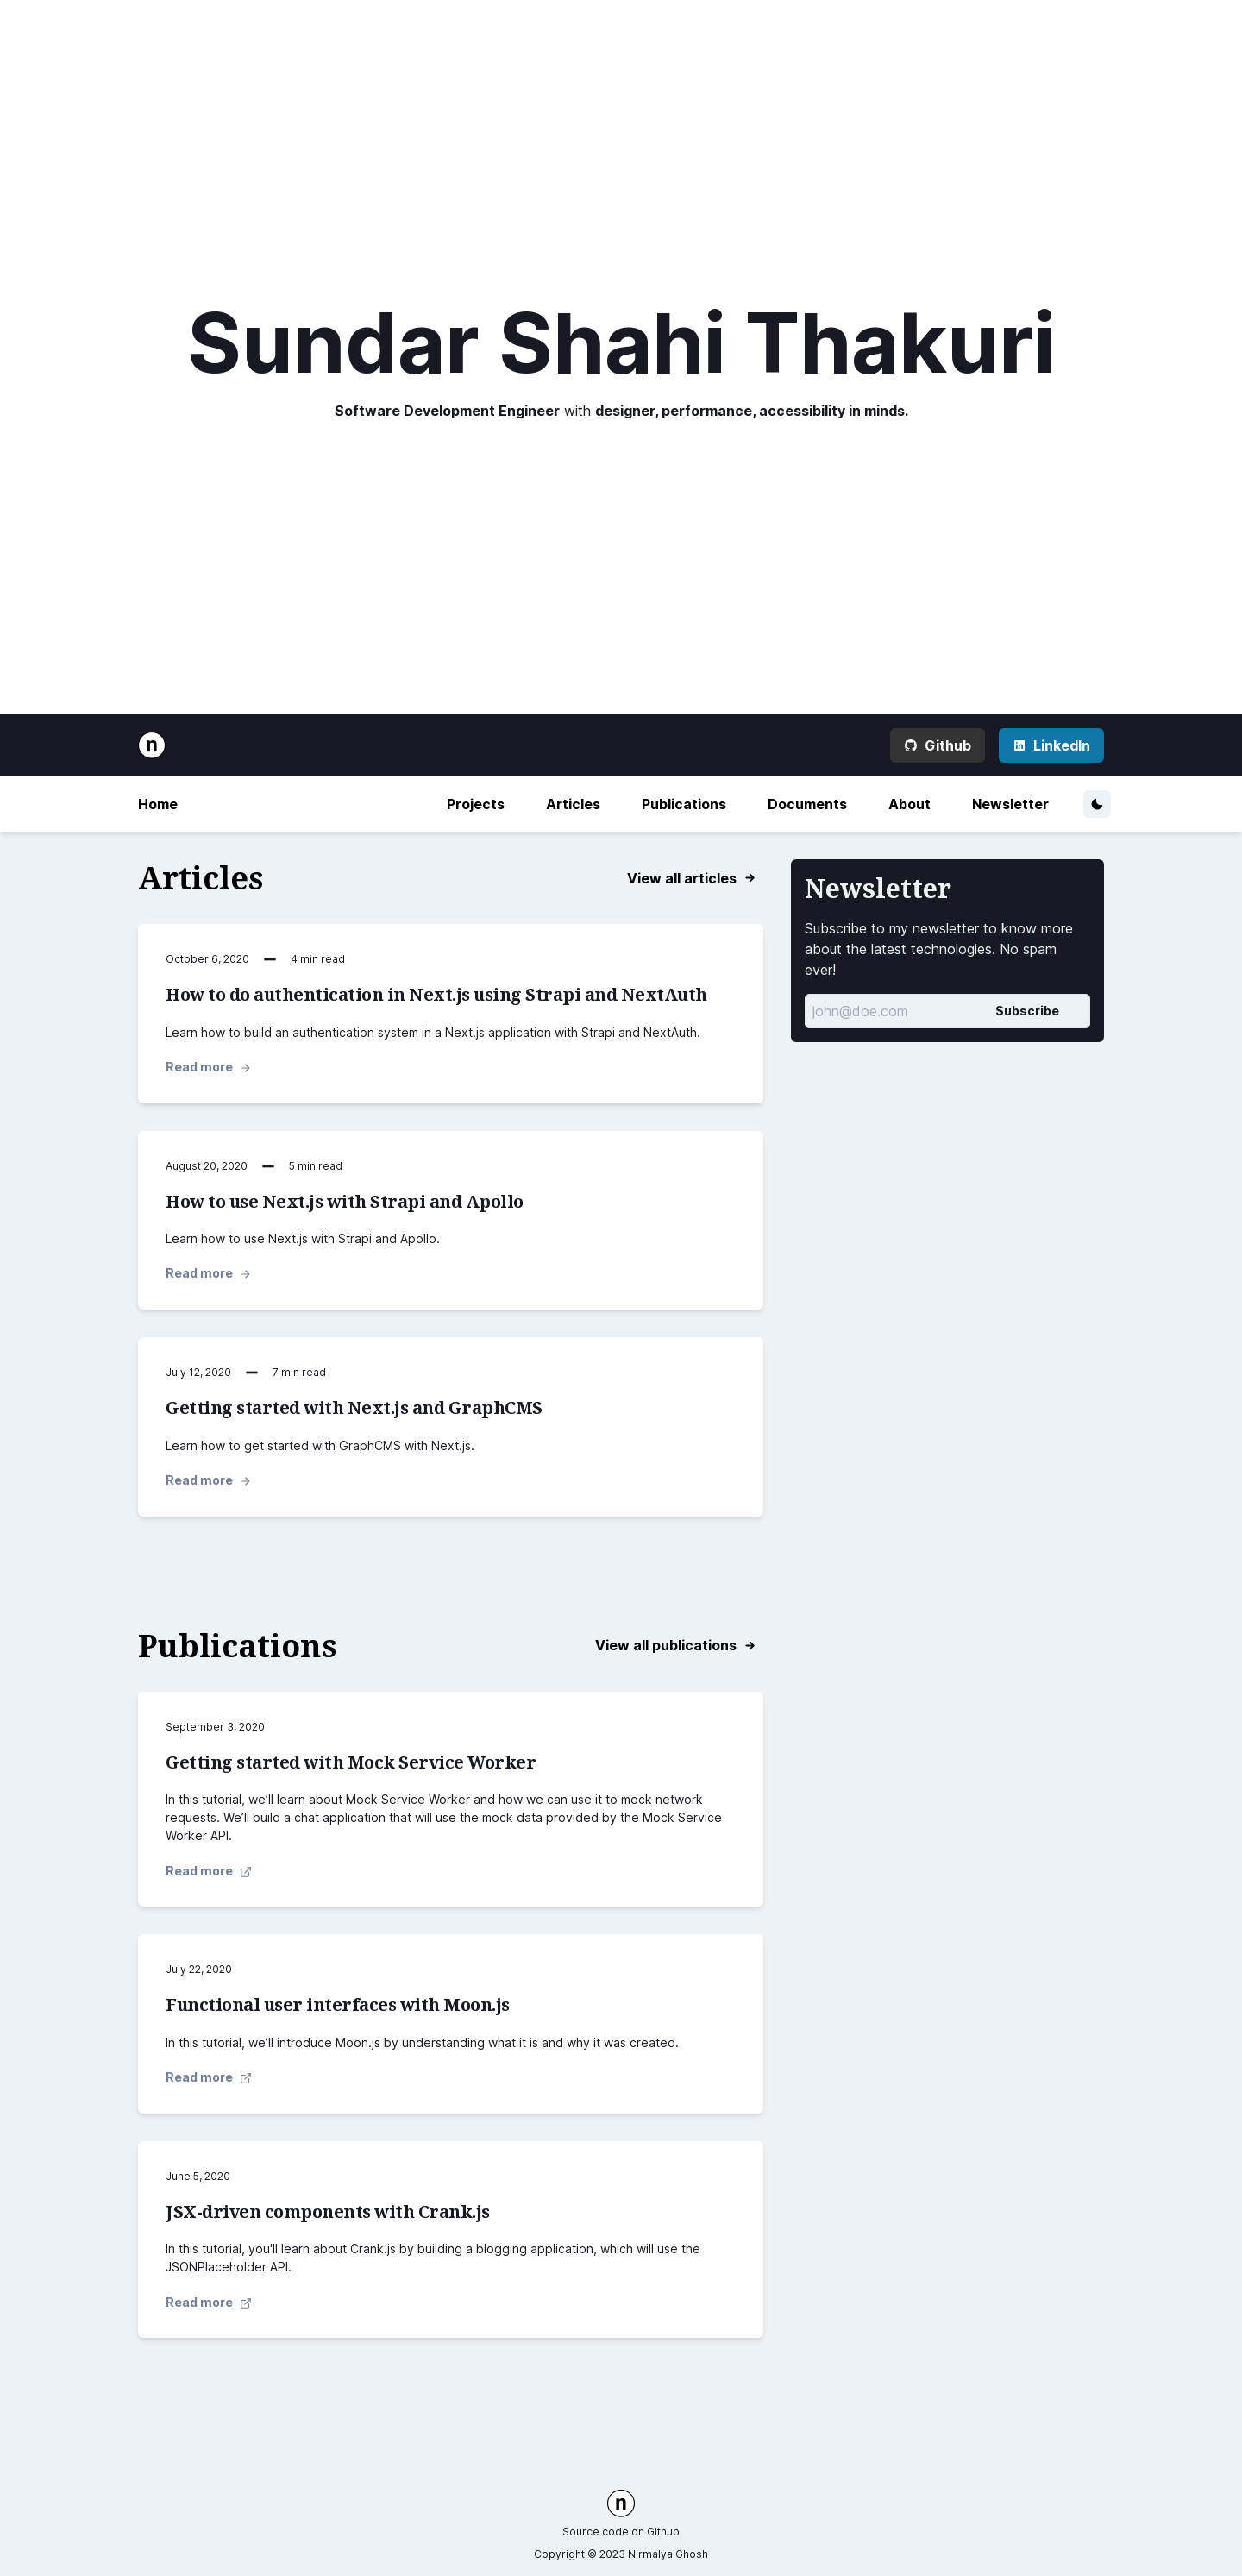 Sundar Shahi Thakuri
Software Development Engineer with designer, performance, accessibility in minds.
n
Github
LinkedIn
Home
Projects
Articles
Publications
Documents
About
Newsletter
Articles
View all articles →
October 6, 2020 — 4 min read
How to do authentication in Next.js using Strapi and NextAuth
Learn how to build an authentication system in a Next.js application with Strapi and NextAuth.
Read more →
August 20, 2020 — 5 min read
How to use Next.js with Strapi and Apollo
Learn how to use Next.js with Strapi and Apollo.
Read more →
July 12, 2020 — 7 min read
Getting started with Next.js and GraphCMS
Learn how to get started with GraphCMS with Next.js.
Read more →
Newsletter
Subscribe to my newsletter to know more
about the latest technologies. No spam
ever!
john@doe.com
Subscribe
Publications
View all publications →
September 3, 2020
Getting started with Mock Service Worker
In this tutorial, we’ll learn about Mock Service Worker and how we can use it to mock network
requests. We’ll build a chat application that will use the mock data provided by the Mock Service
Worker API.
Read more
July 22, 2020
Functional user interfaces with Moon.js
In this tutorial, we’ll introduce Moon.js by understanding what it is and why it was created.
Read more
June 5, 2020
JSX-driven components with Crank.js
In this tutorial, you'll learn about Crank.js by building a blogging application, which will use the
JSONPlaceholder API.
Read more
n
Source code on Github
Copyright © 2023 Nirmalya Ghosh